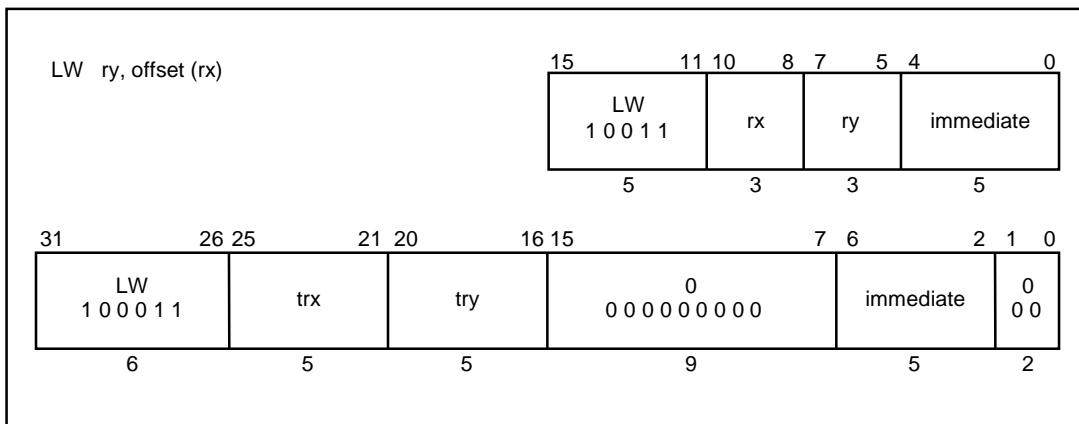 LW ry, offset (rx)
15 11 10 8 7 5 4 0
LW rx ry immediate
1 0 0 1 1
5 3 3 5
31 26 25 21 20 16 15 7 6 2 1 0
LW trx try 0 immediate 0
1 0 0 0 1 1 0 0 0 0 0 0 0 0 0 0 0
6 5 5 9 5 2